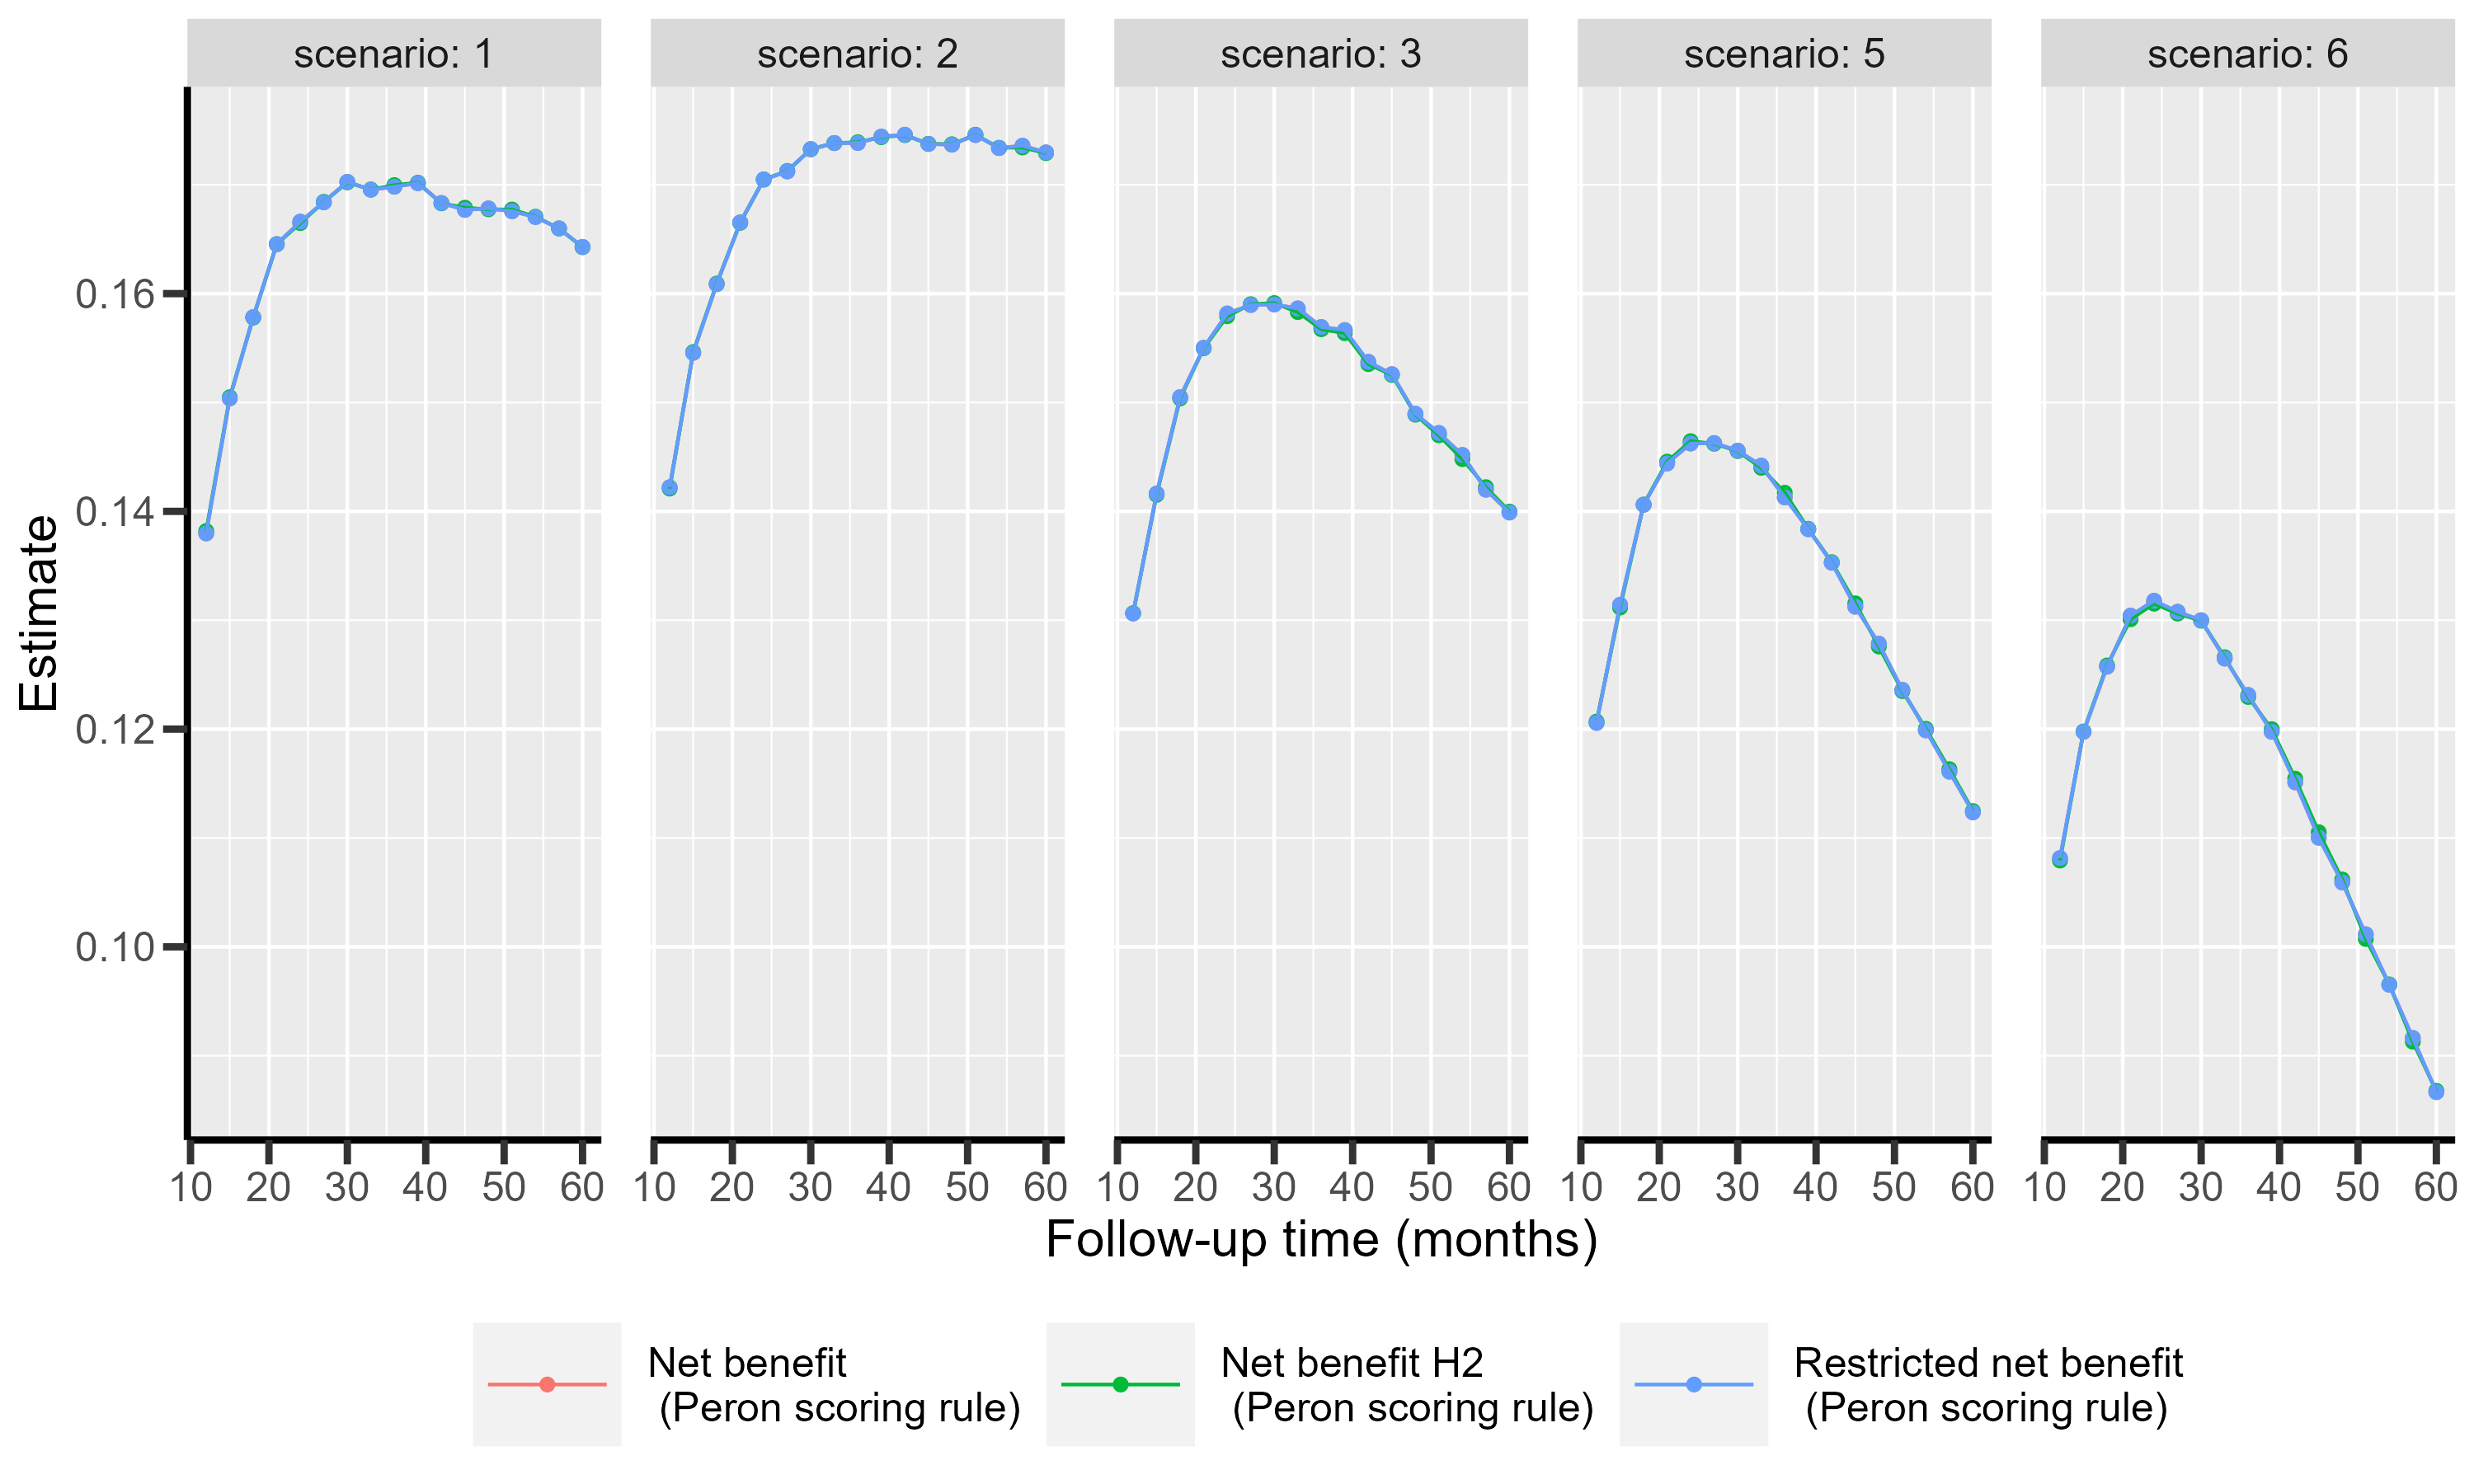 scenario: 1
scenario: 2
scenario: 3
scenario: 5
scenario: 6
Estimate
0.16
0.14
0.12
0.10
10 20 30 40 50 60
10 20 30 40 50 60
10 20 30 40 50 60
10 20 30 40 50 60
10 20 30 40 50 60
Follow-up time (months)
Net benefit
(Peron scoring rule)
Net benefit H2
(Peron scoring rule)
Restricted net benefit
(Peron scoring rule)